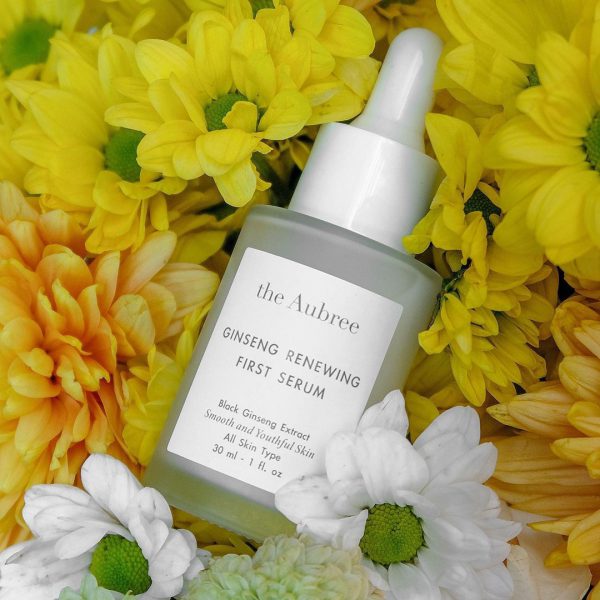 the Aubree
GINSENG RENEWING
FIRST SERUM
Black Ginseng Extract
Smooth and Youthful Skin
All Skin Type
30 ml - 1 fl. oz